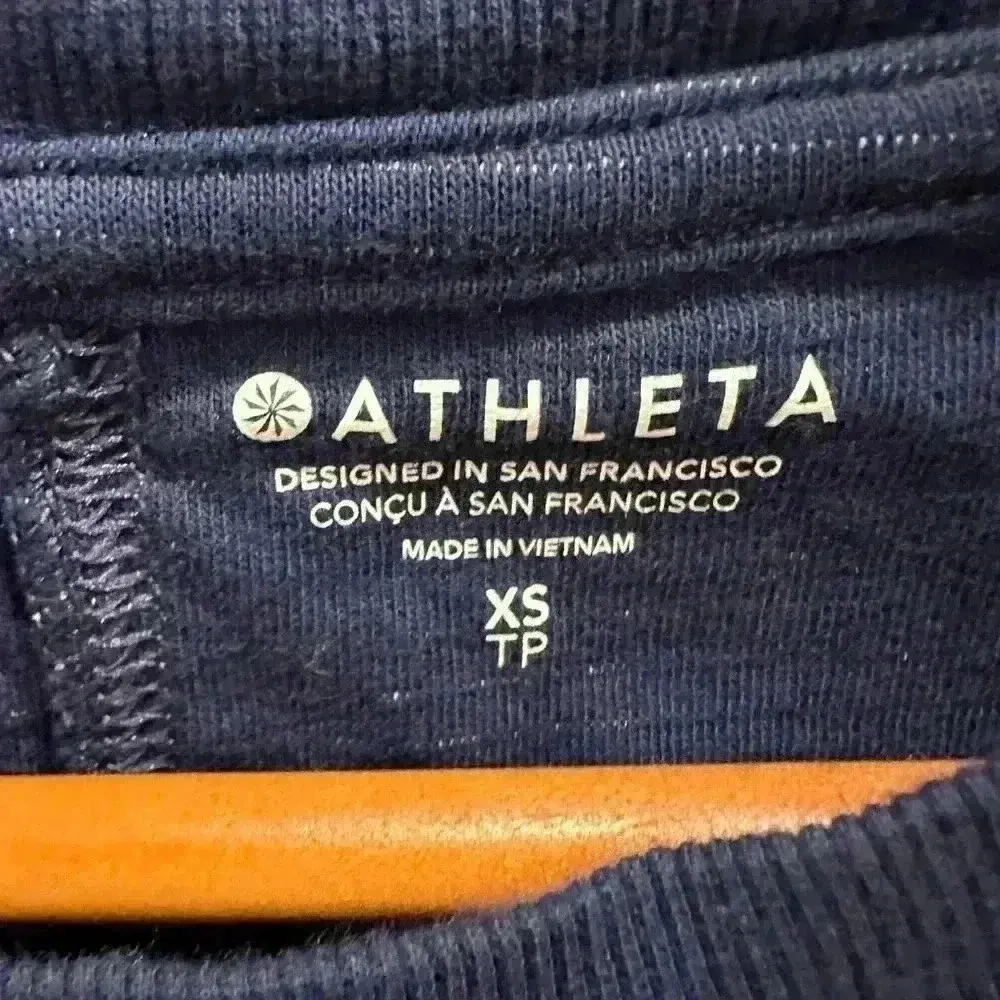 ATHLETA
DESIGNED IN SAN FRANCISCO
CONÇU À SAN FRANCISCO
MADE IN VIETNAM
XS
TP